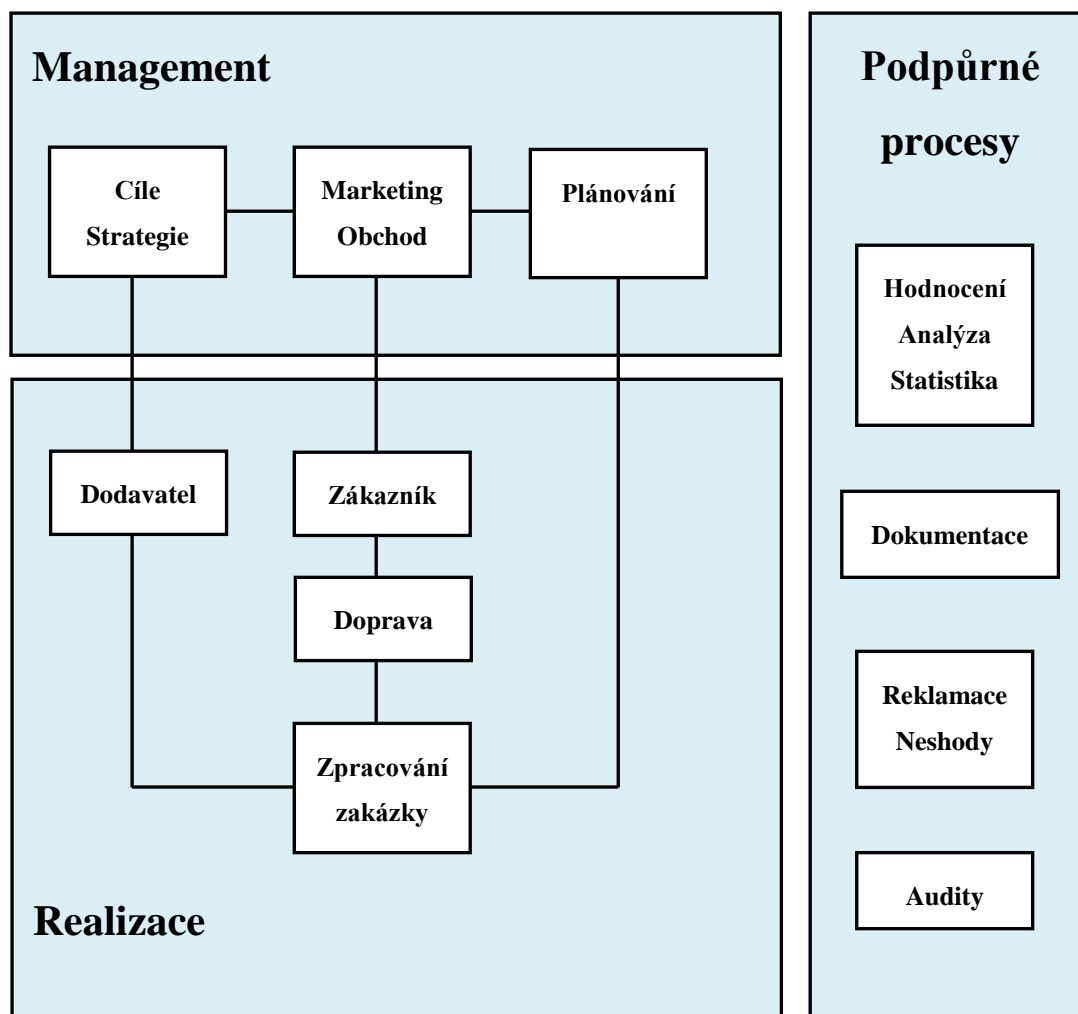 Management
Cíle
Strategie
Marketing
Obchod
Plánování
Dodavatel
Zákazník
Doprava
Zpracování
zakázky
Realizace
Podpůrné
procesy
Hodnocení
Analýza
Statistika
Dokumentace
Reklamace
Neshody
Audity